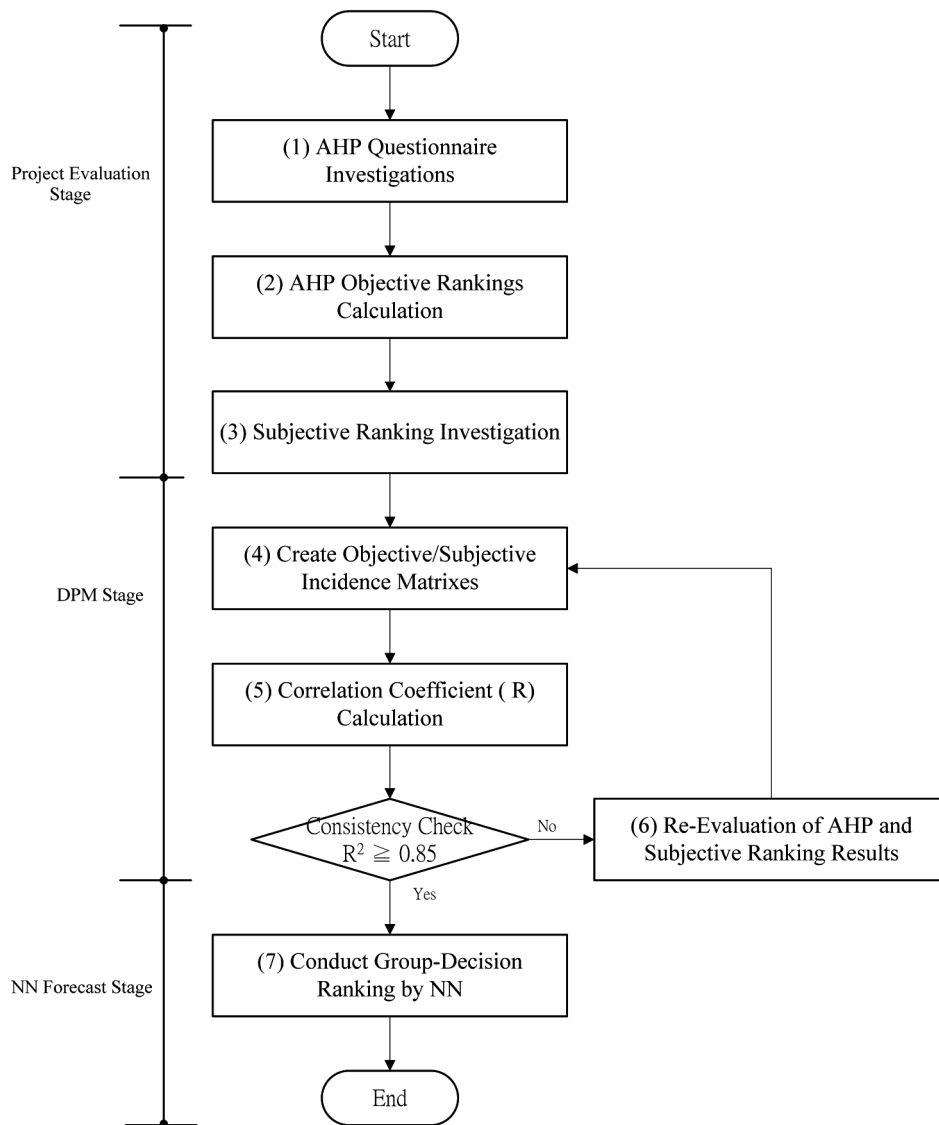 Start
(1) AHP Questionnaire
Investigations
Project Evaluation
Stage
(2) AHP Objective Rankings
Calculation
(3) Subjective Ranking Investigation
(4) Create Objective/Subjective
Incidence Matrixes
DPM Stage
(5) Correlation Coefficient ( R)
Calculation
Consistency Check
R² ≧ 0.85
No
(6) Re-Evaluation of AHP and
Subjective Ranking Results
Yes
(7) Conduct Group-Decision
Ranking by NN
NN Forecast Stage
End